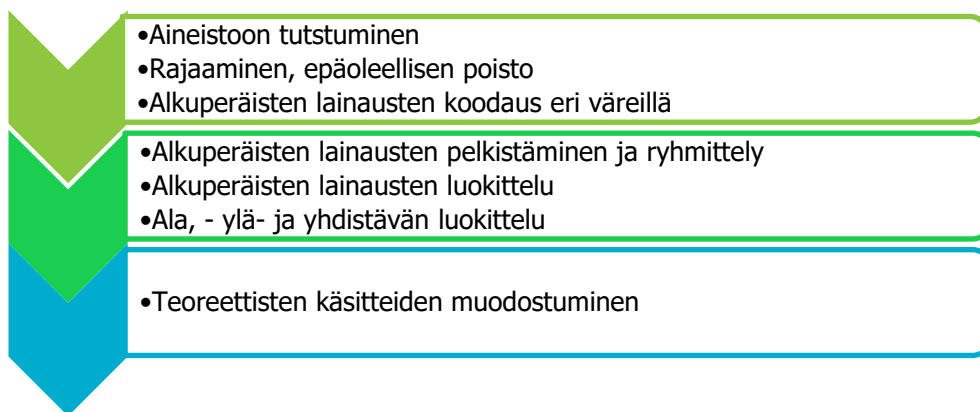 •Aineistoon tutstuminen
•Rajaaminen, epäoleellisen poisto
•Alkuperäisten lainausten koodaus eri väreillä
•Alkuperäisten lainausten pelkistäminen ja ryhmittely
•Alkuperäisten lainausten luokittelu
•Ala, - ylä- ja yhdistävän luokittelu
•Teoreettisten käsitteiden muodostuminen